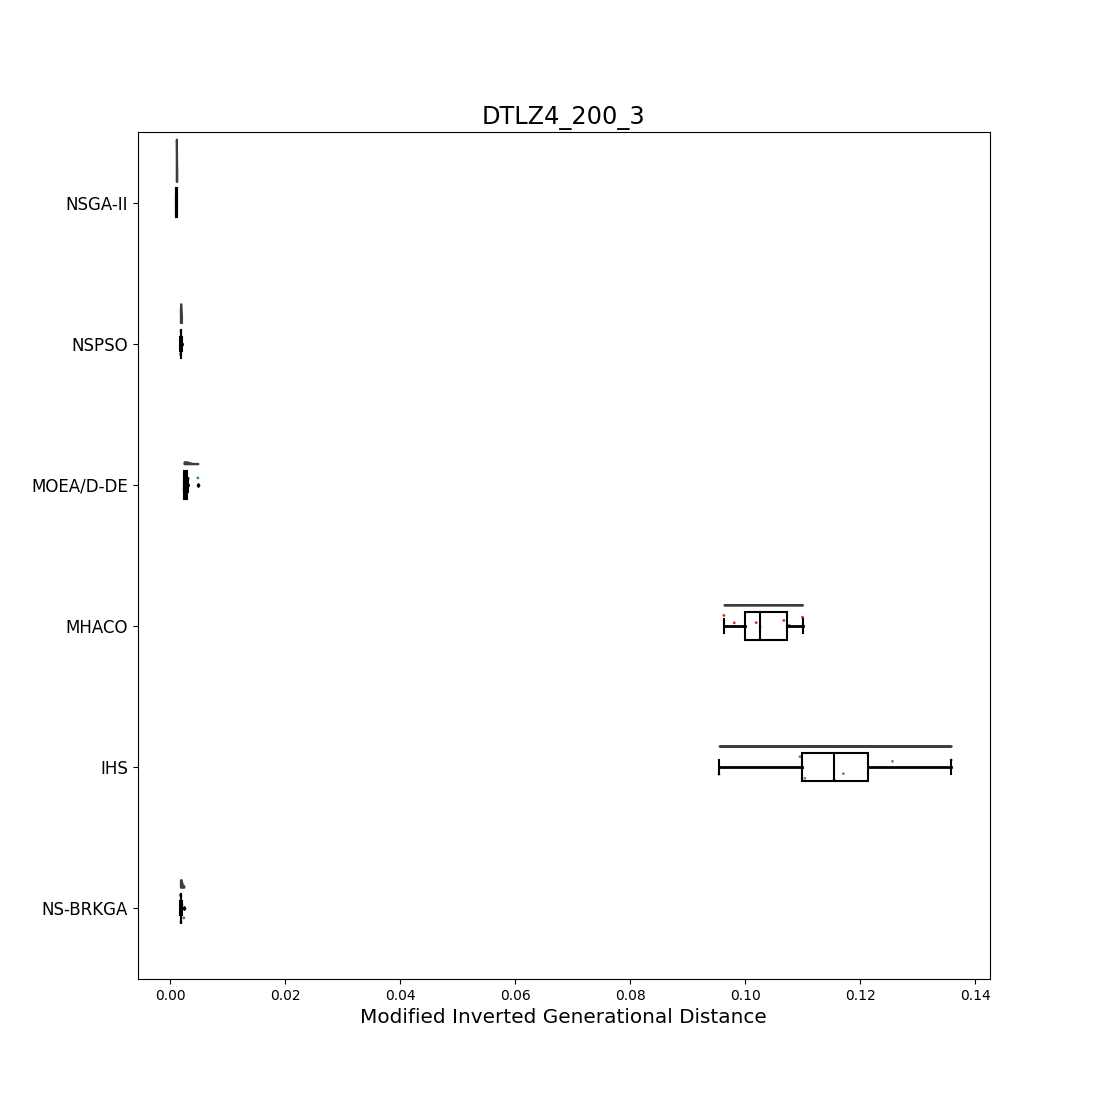 DTLZ4_200_3
NSGA-II
NSPSO
MOEA/D-DE
MHACO
IHS
NS-BRKGA
0.00 0.02 0.04 0.06 0.08 0.10 0.12 0.14
Modified Inverted Generational Distance